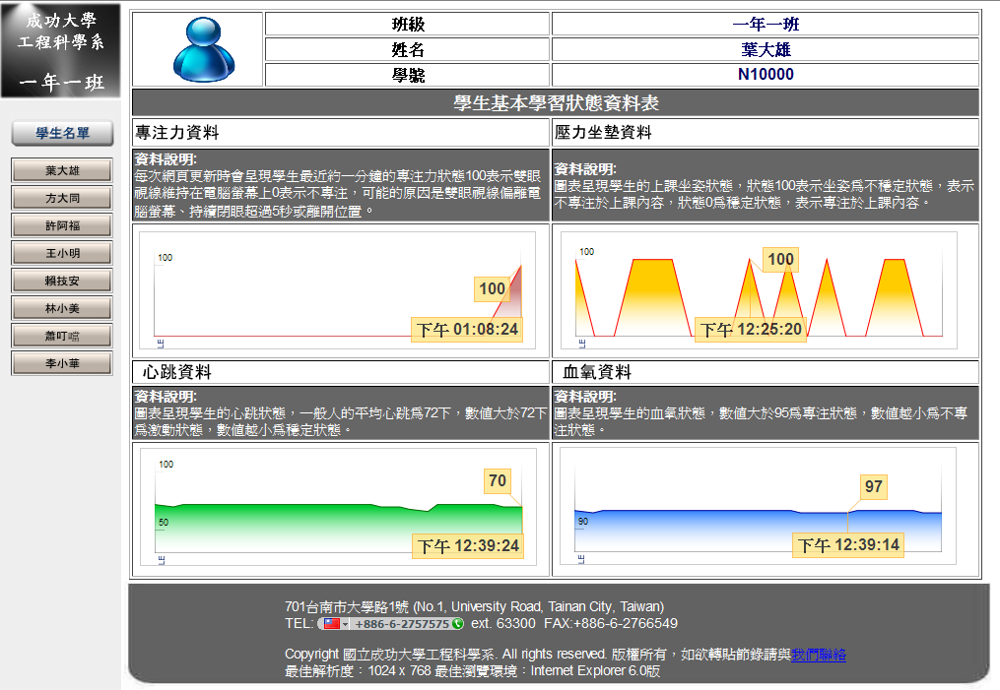 成功大學
工程科學系
一年一班
學生名單
葉大雄
方大同
許阿福
王小明
賴技安
林小美
蕭叮噹
李小華
班級
一年一班
姓名
葉大雄
學號
N10000
學生基本學習狀態資料表
專注力資料
壓力坐墊資料
資料說明:
每次網頁更新時會呈現學生最近約一分鐘的專注力狀態100表示雙眼
視線維持在電腦螢幕上0表示不專注，可能的原因是雙眼視線偏離電
腦螢幕、持續閉眼超過5秒或離開位置。
資料說明:
圖表呈現學生的上課坐姿狀態，狀態100表示坐姿為不穩定狀態，表示
不專注於上課內容，狀態0為穩定狀態，表示專注於上課內容。
100
100
下午 01:08:24
100
100
下午 12:25:20
心跳資料
血氧資料
資料說明:
圖表呈現學生的心跳狀態，一般人的平均心跳為72下，數值大於72下
為激動狀態，數值越小為穩定狀態。
資料說明:
圖表呈現學生的血氧狀態，數值大於95為專注狀態，數值越小為不專
注狀態。
100
70
50
下午 12:39:24
97
90
下午 12:39:14
701台南市大學路1號 (No.1, University Road, Tainan City, Taiwan)
TEL: +886-6-2757575 ext. 63300 FAX:+886-6-2766549
Copyright 國立成功大學工程科學系. All rights reserved. 版權所有，如欲轉貼節錄請與我們聯絡
最佳解析度：1024 x 768 最佳瀏覽環境：Internet Explorer 6.0版